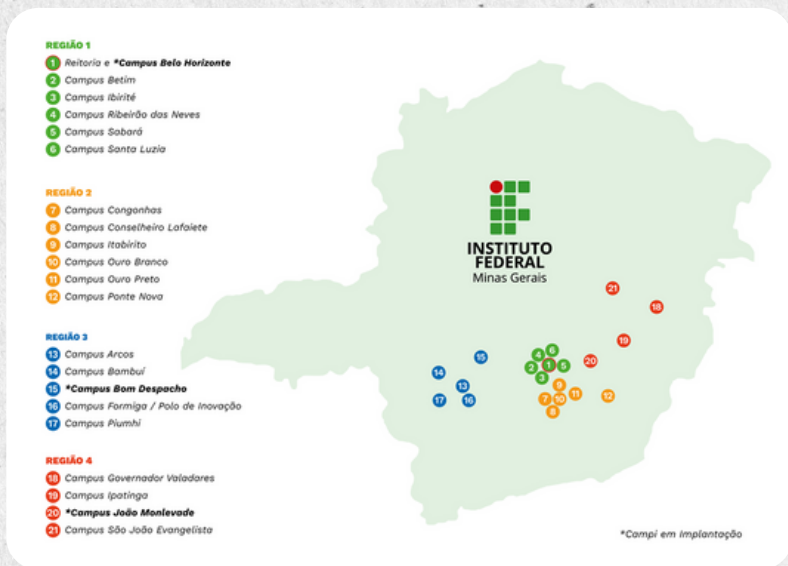 REGIÃO 1
1 Reitoria e *Campus Belo Horizonte
2 Campus Betim
3 Campus Ibirité
4 Campus Ribeirão das Neves
5 Campus Sabará
6 Campus Santa Luzia
REGIÃO 2
7 Campus Congonhas
8 Campus Conselheiro Lafaiete
9 Campus Itabirito
10 Campus Ouro Branco
11 Campus Ouro Preto
12 Campus Ponte Nova
REGIÃO 3
13 Campus Arcos
14 Campus Bambuí
15 *Campus Bom Despacho
16 Campus Formiga / Polo de Inovação
17 Campus Piumhi
REGIÃO 4
18 Campus Governador Valadares
19 Campus Ipatinga
20 *Campus João Monlevade
21 Campus São João Evangelista
INSTITUTO
FEDERAL
Minas Gerais
21
18
19
6
4
15
20
1
5
2
14
3
13
9
11
12
17
16
7
10
8
*Campi em Implantação